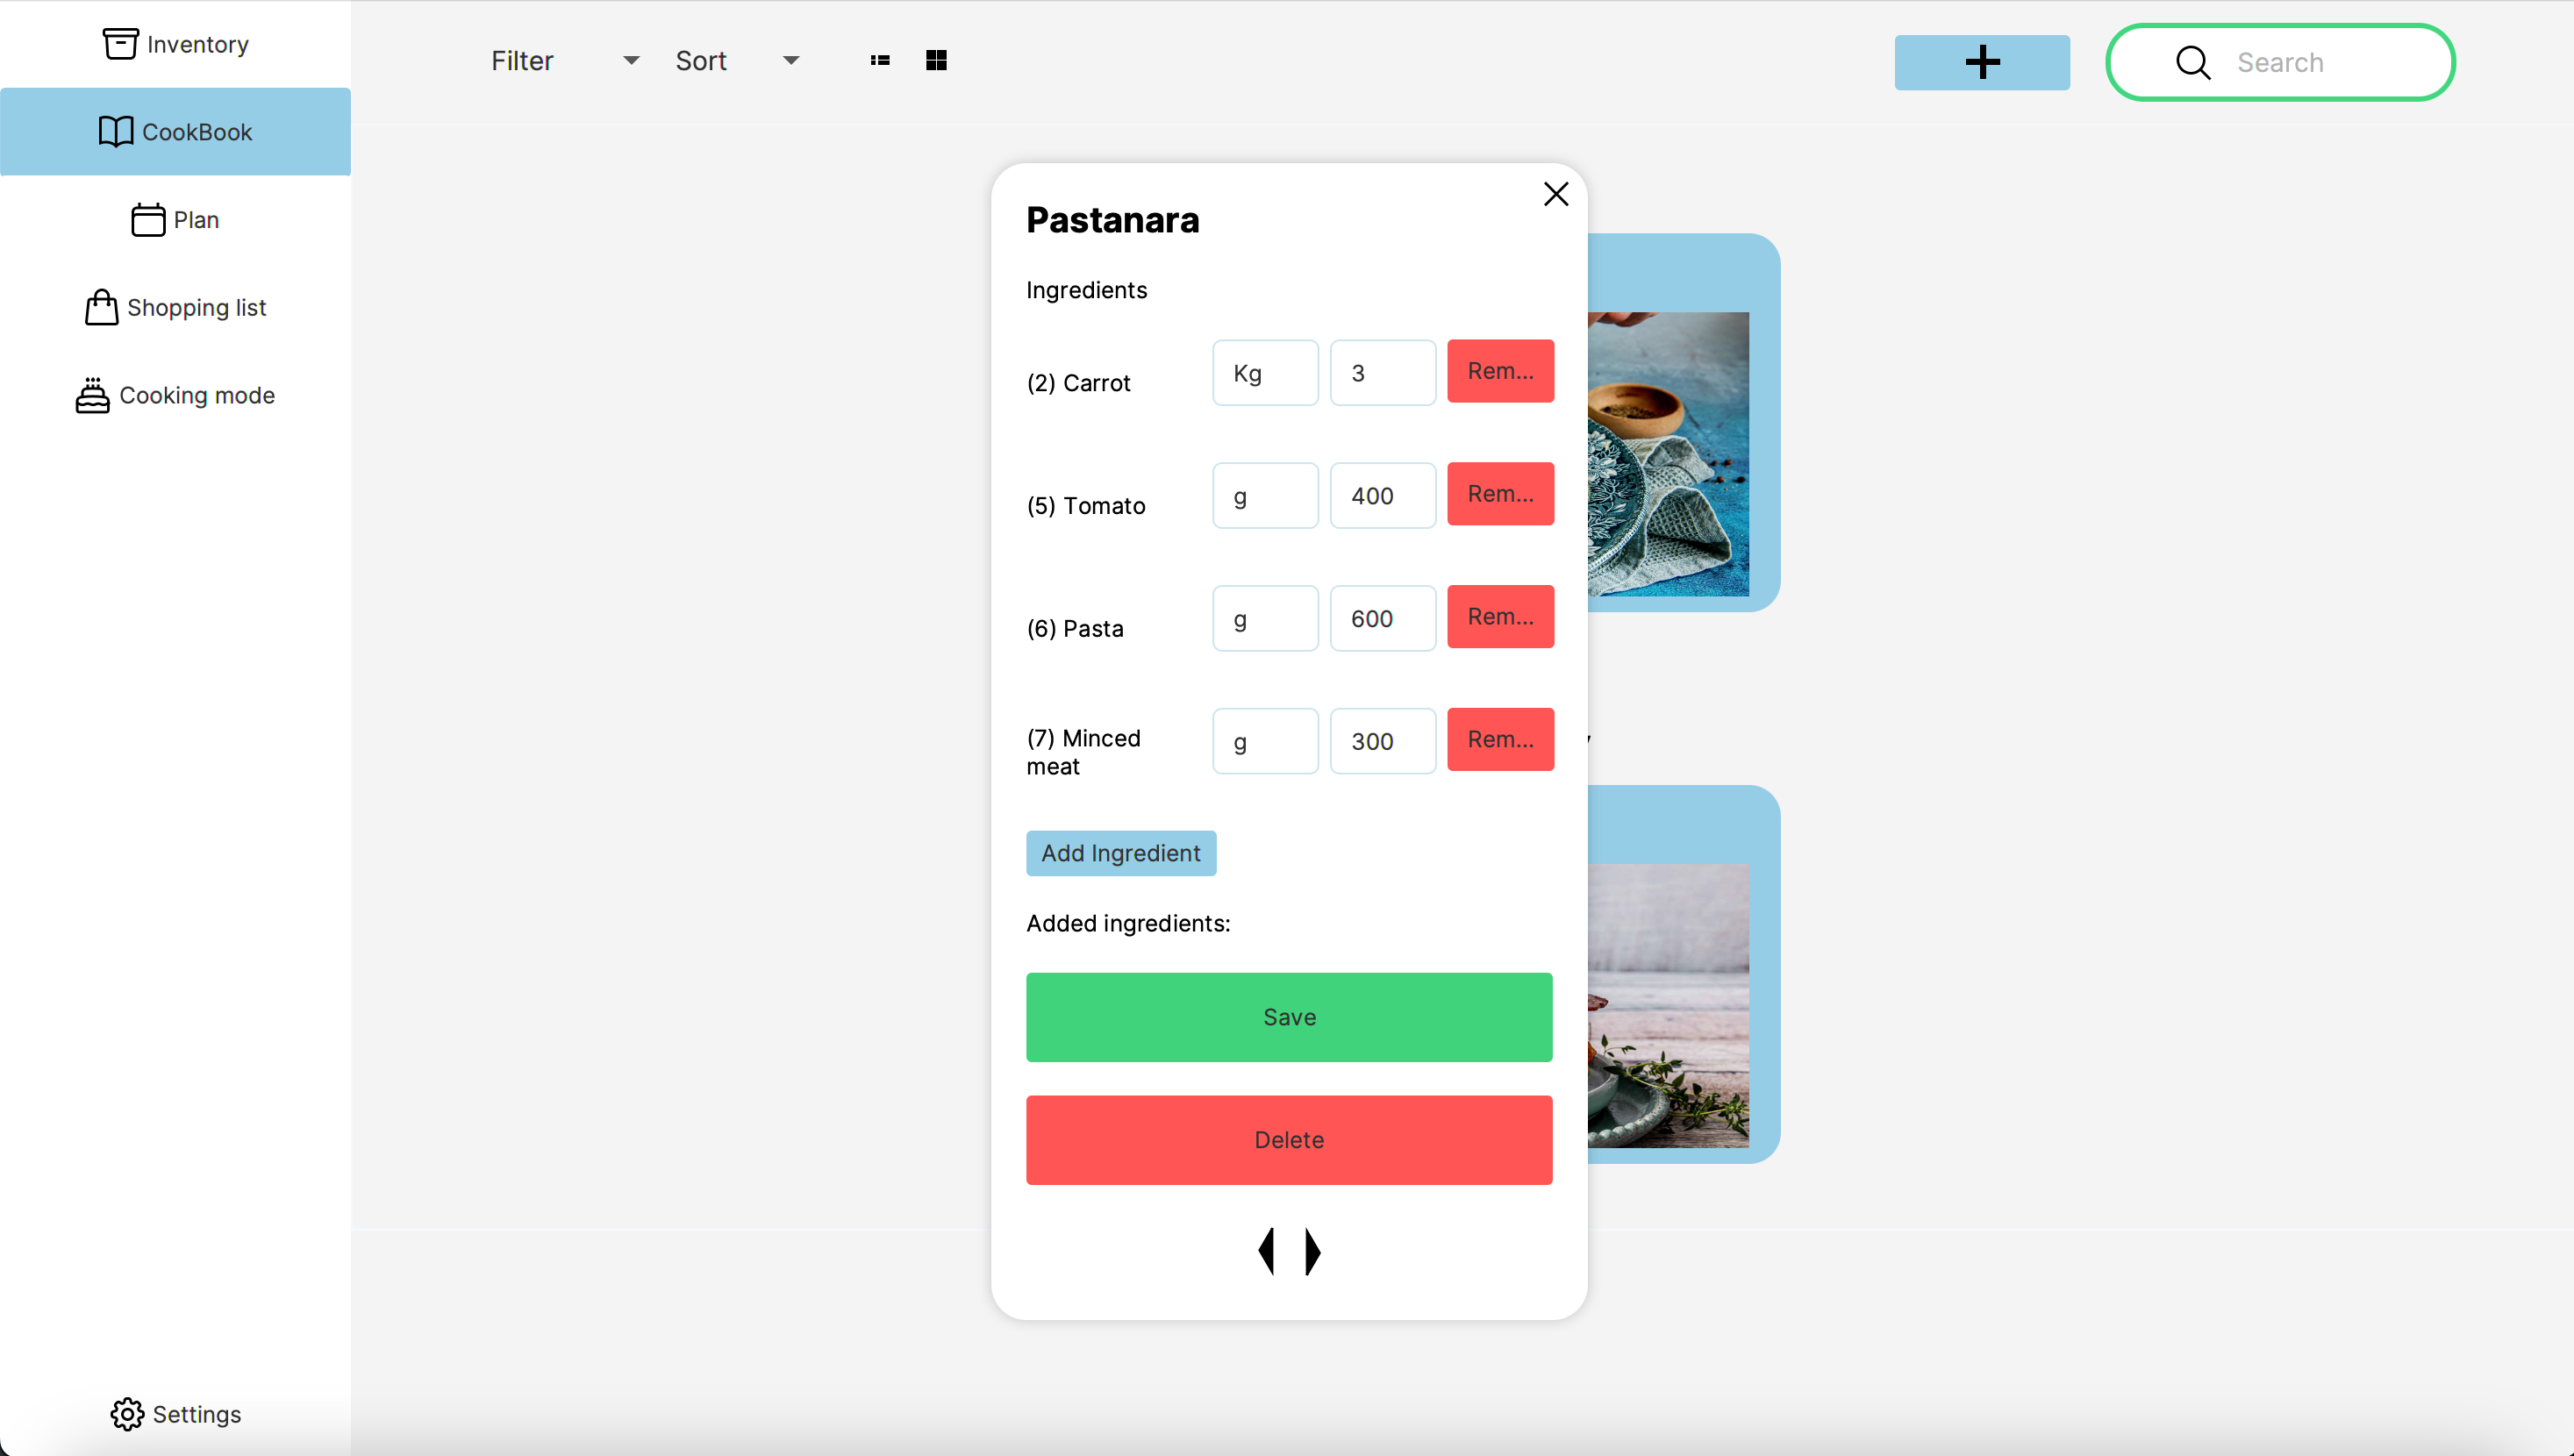 Inventory
CookBook
Plan
Shopping list
Cooking mode
Settings
Filter
Sort
Search
Pastanara
Ingredients
(2) Carrot
Kg
3
Rem...
(5) Tomato
g
400
Rem...
(6) Pasta
g
600
Rem...
(7) Minced
meat
g
300
Rem...
Add Ingredient
Added ingredients:
Save
Delete